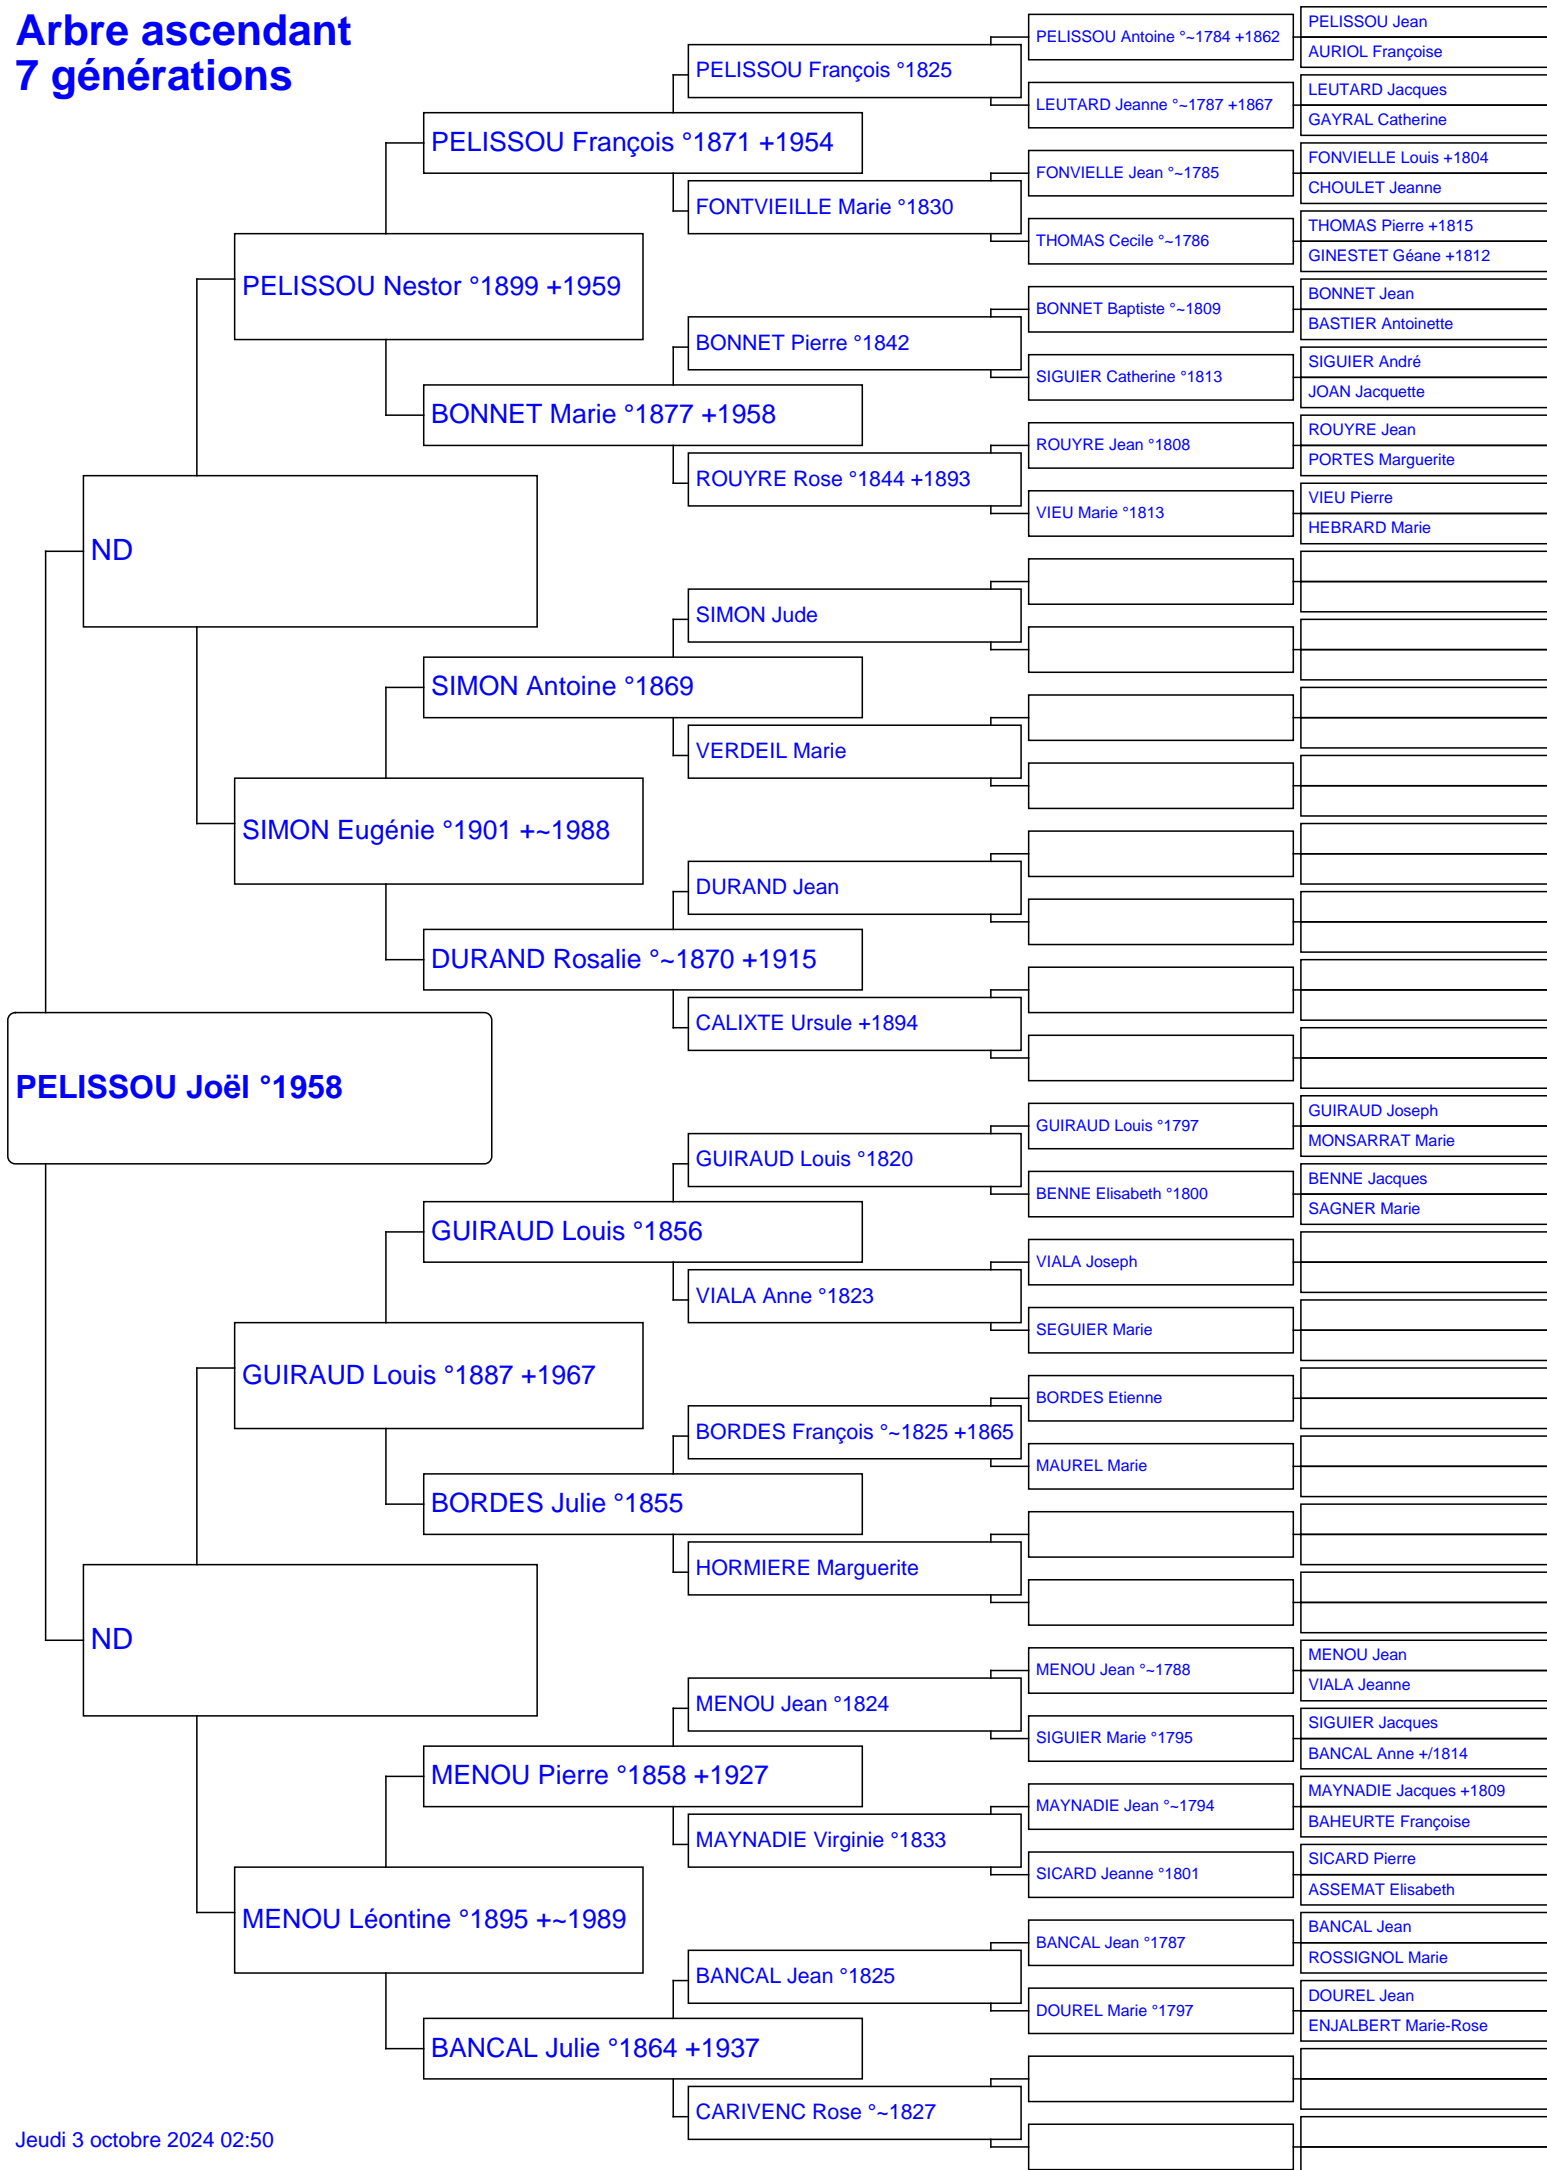 Arbre ascendant
7 générations
PELISSOU Joël °1958
ND
ND
PELISSOU Nestor °1899 +1959
SIMON Eugénie °1901 +~1988
GUIRAUD Louis °1887 +1967
MENOU Léontine °1895 +~1989
PELISSOU François °1871 +1954
BONNET Marie °1877 +1958
SIMON Antoine °1869
DURAND Rosalie °~1870 +1915
GUIRAUD Louis °1856
BORDES Julie °1855
MENOU Pierre °1858 +1927
BANCAL Julie °1864 +1937
PELISSOU François °1825
FONTVIEILLE Marie °1830
BONNET Pierre °1842
ROUYRE Rose °1844 +1893
SIMON Jude
VERDEIL Marie
DURAND Jean
CALIXTE Ursule +1894
GUIRAUD Louis °1820
VIALA Anne °1823
BORDES François °~1825 +1865
HORMIERE Marguerite
MENOU Jean °1824
MAYNADIE Virginie °1833
BANCAL Jean °1825
CARIVENC Rose °~1827
PELISSOU Antoine °~1784 +1862
LEUTARD Jeanne °~1787 +1867
FONVIELLE Jean °~1785
THOMAS Cecile °~1786
BONNET Baptiste °~1809
SIGUIER Catherine °1813
ROUYRE Jean °1808
VIEU Marie °1813
GUIRAUD Louis °1797
BENNE Elisabeth °1800
VIALA Joseph
SEGUIER Marie
BORDES Etienne
MAUREL Marie
MENOU Jean °~1788
SIGUIER Marie °1795
MAYNADIE Jean °~1794
SICARD Jeanne °1801
BANCAL Jean °1787
DOUREL Marie °1797
PELISSOU Jean
AURIOL Françoise
LEUTARD Jacques
GAYRAL Catherine
FONVIELLE Louis +1804
CHOULET Jeanne
THOMAS Pierre +1815
GINESTET Géane +1812
BONNET Jean
BASTIER Antoinette
SIGUIER André
JOAN Jacquette
ROUYRE Jean
PORTES Marguerite
VIEU Pierre
HEBRARD Marie
GUIRAUD Joseph
MONSARRAT Marie
BENNE Jacques
SAGNER Marie
MENOU Jean
VIALA Jeanne
SIGUIER Jacques
BANCAL Anne +/1814
MAYNADIE Jacques +1809
BAHEURTE Françoise
SICARD Pierre
ASSEMAT Elisabeth
BANCAL Jean
ROSSIGNOL Marie
DOUREL Jean
ENJALBERT Marie-Rose
Jeudi 3 octobre 2024 02:50